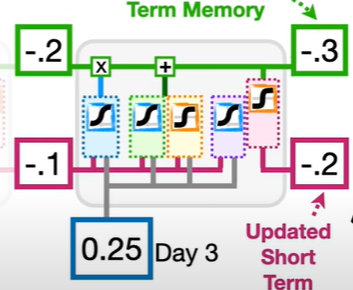 Term Memory
-.2
-.3
x
+
-.1
-.2
0.25
Day 3
Updated
Short
Term